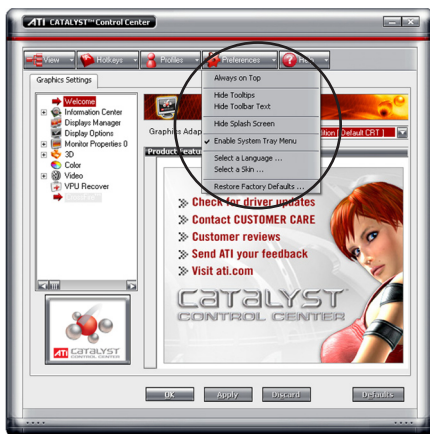 ATI CATALYST™ Control Center
View
Hotkeys
Profiles
Preferences
Help
Graphics Settings
Always on Top
Hide Tooltips
Hide Toolbar Text
Hide Splash Screen
Enable System Tray Menu
Select a Language ...
Select a Skin ...
Restore Factory Defaults ...
Welcome
Information Center
Displays Manager
Display Options
Monitor Properties 0
3D
Color
Video
VPU Recover
Graphics Adap
[ Default CRT ]
Product Featu
Check for driver updates
Contact CUSTOMER CARE
Customer reviews
Send ATI your feedback
Visit ati.com
CATALYST™
CONTROL CENTER
ATI CATALYST
CONTROL CENTER
OK
Apply
Discard
Defaults